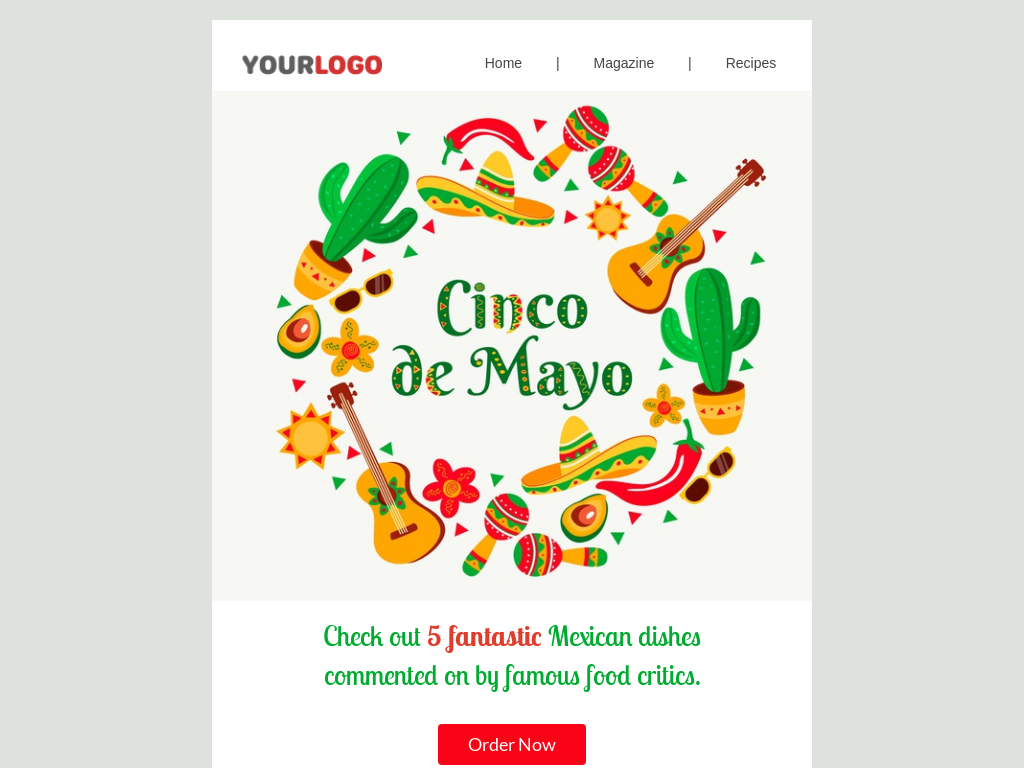 YOURLOGO
Home | Magazine | Recipes
Cinco
de Mayo
Check out 5 fantastic Mexican dishes
commented on by famous food critics.
Order Now